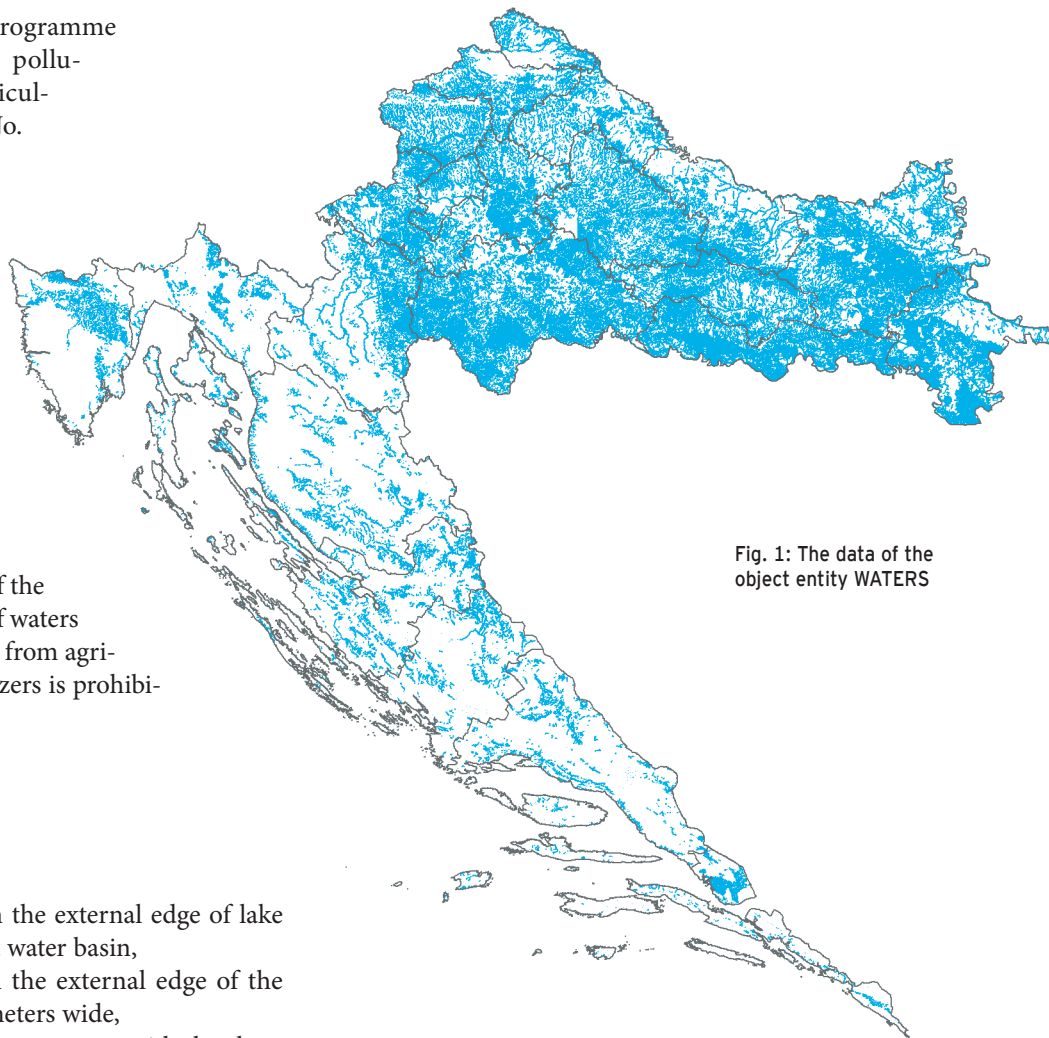 rogramme
pollu-
icul-
No.
f the
f waters
from agri-
zers is prohibi-
Fig. 1: The data of the
object entity WATERS
the external edge of lake
water basin,
the external edge of the
neters wide,